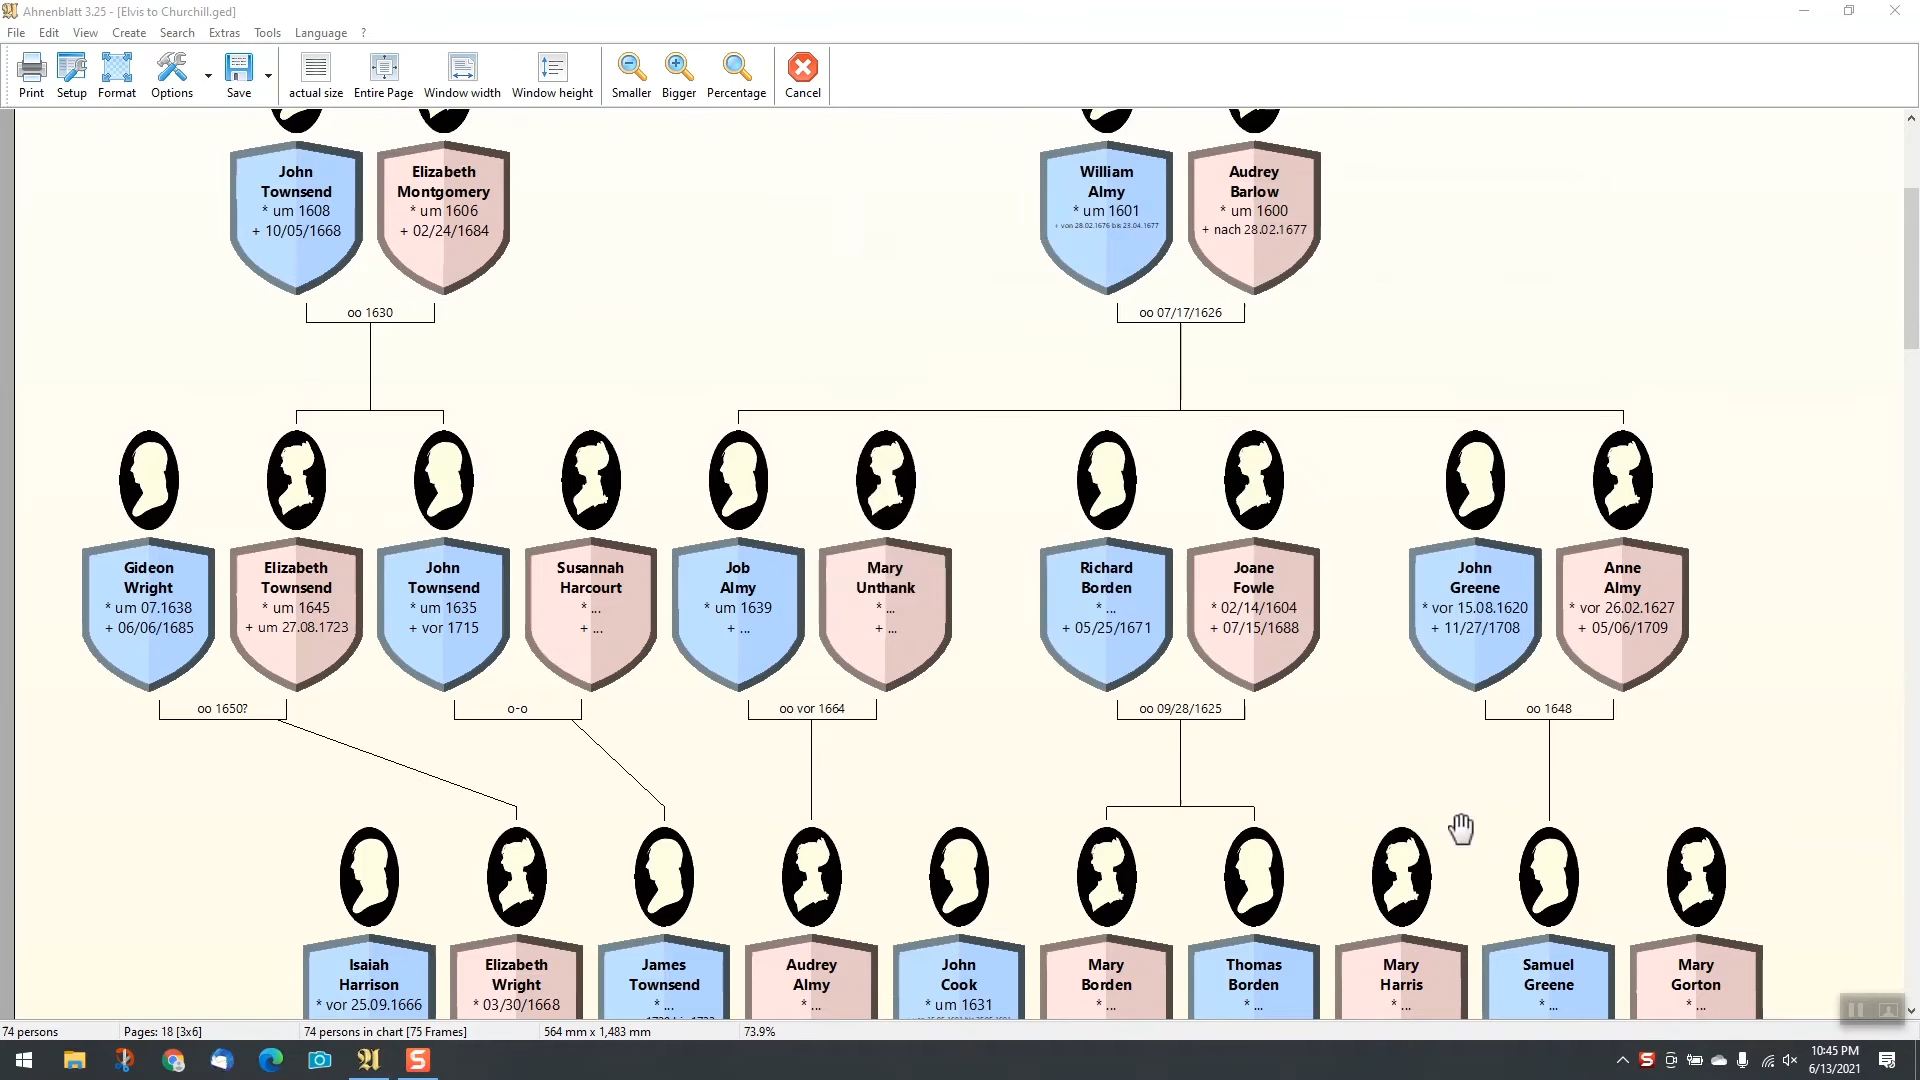 Ahnenblatt 3.25 - [Elvis to Churchill.ged]
File Edit View Create Search Extras Tools Language ?
Print Setup Format Options Save actual size Entire Page Window width Window height Smaller Bigger Percentage Cancel
John
Townsend
* um 1608
+ 10/05/1668
Elizabeth
Montgomery
* um 1606
+ 02/24/1684
William
Almy
* um 1601
+ von 28.02.1676 bis 23.04.1677
Audrey
Barlow
* um 1600
+ nach 28.02.1677
oo 1630
oo 07/17/1626
Gideon
Wright
* um 07.1638
+ 06/06/1685
Elizabeth
Townsend
* um 1645
+ um 27.08.1723
John
Townsend
* um 1635
+ vor 1715
Susannah
Harcourt
* ...
+ ...
Job
Almy
* um 1639
+ ...
Mary
Unthank
* ...
+ ...
Richard
Borden
* ...
+ 05/25/1671
Joane
Fowle
* 02/14/1604
+ 07/15/1688
John
Greene
* vor 15.08.1620
+ 11/27/1708
Anne
Almy
* vor 26.02.1627
+ 05/06/1709
oo 1650?
o-o
oo vor 1664
oo 09/28/1625
oo 1648
Isaiah
Harrison
* vor 25.09.1666
Elizabeth
Wright
* 03/30/1668
James
Townsend
* ...
Audrey
Almy
* ...
John
Cook
* um 1631
Mary
Borden
* ...
Thomas
Borden
* ...
Mary
Harris
* ...
Samuel
Greene
* ...
Mary
Gorton
* ...
74 persons Pages: 18 [3x6] 74 persons in chart [75 Frames] 564 mm x 1,483 mm 73.9%
10:45 PM
6/13/2021